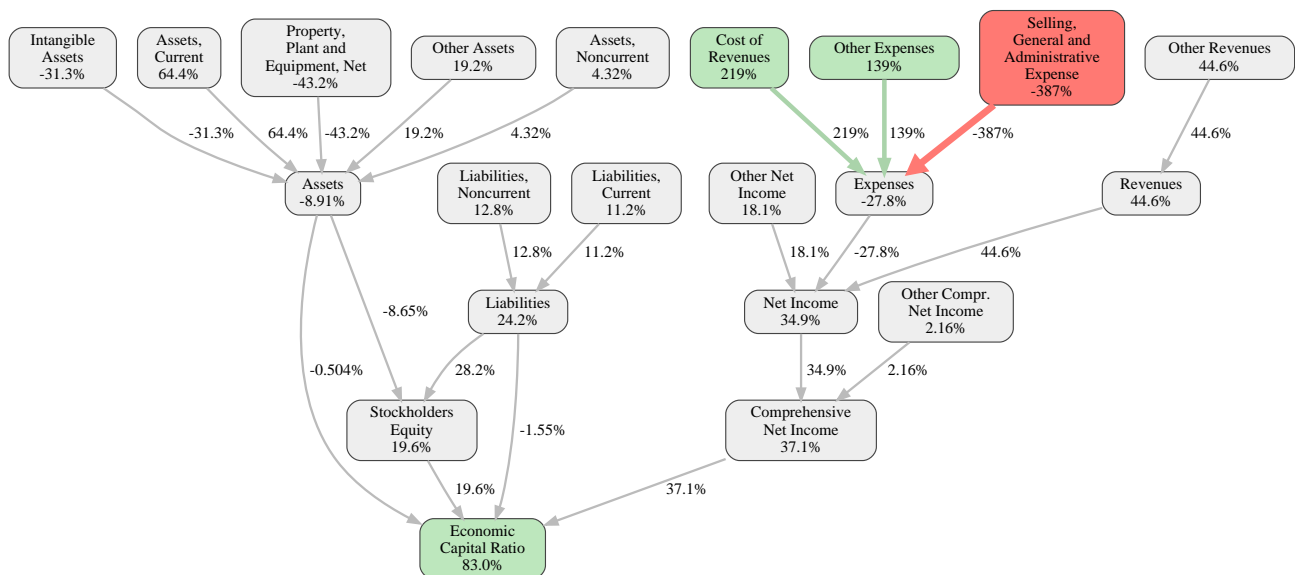 Intangible
Assets
-31.3%
Assets,
Current
64.4%
Property,
Plant and
Equipment, Net
-43.2%
Other Assets
19.2%
Assets,
Noncurrent
4.32%
Cost of
Revenues
219%
Other Expenses
139%
Selling,
General and
Administrative
Expense
-387%
Other Revenues
44.6%
-31.3%
64.4%
-43.2%
19.2%
4.32%
219%
139%
-387%
44.6%
Assets
-8.91%
Liabilities,
Noncurrent
12.8%
Liabilities,
Current
11.2%
Other Net
Income
18.1%
Expenses
-27.8%
Revenues
44.6%
12.8%
11.2%
18.1%
-27.8%
44.6%
-8.65%
Liabilities
24.2%
Net Income
34.9%
Other Compr.
Net Income
2.16%
-0.504%
28.2%
34.9%
2.16%
Stockholders
Equity
19.6%
-1.55%
Comprehensive
Net Income
37.1%
19.6%
37.1%
Economic
Capital Ratio
83.0%